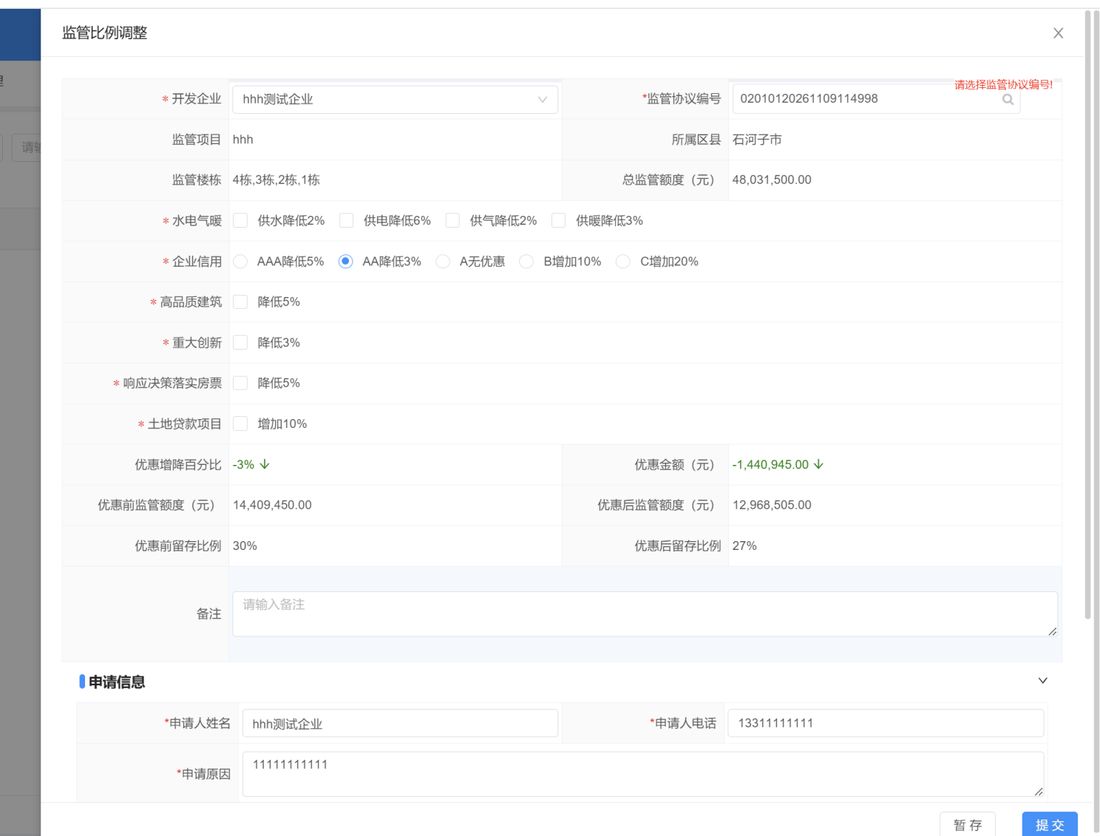 监管比例调整
理
请输
请选择监管协议编号!
* 开发企业 hhh测试企业 *监管协议编号 02010120261109114998
监管项目 hhh 所属区县 石河子市
监管楼栋 4栋,3栋,2栋,1栋 总监管额度（元） 48,031,500.00
* 水电气暖 供水降低2% 供电降低6% 供气降低2% 供暖降低3%
* 企业信用 AAA降低5% AA降低3% A无优惠 B增加10% C增加20%
* 高品质建筑 降低5%
* 重大创新 降低3%
* 响应决策落实房票 降低5%
* 土地贷款项目 增加10%
优惠增降百分比 -3% 优惠金额（元） -1,440,945.00
优惠前监管额度（元） 14,409,450.00 优惠后监管额度（元） 12,968,505.00
优惠前留存比例 30% 优惠后留存比例 27%
备注 请输入备注
申请信息
*申请人姓名 hhh测试企业 *申请人电话 13311111111
*申请原因 11111111111
暂 存 提 交